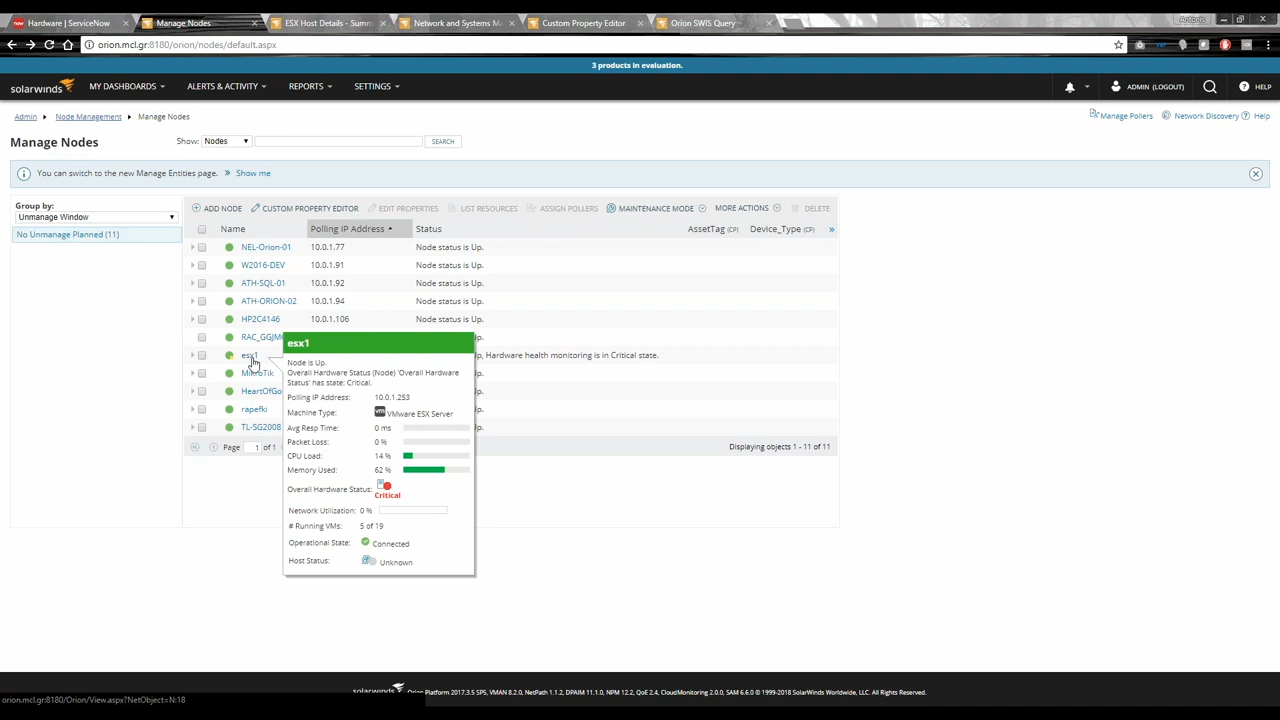 Hardware | ServiceNow
Manage Nodes
ESX Host Details - Summ
Network and Systems Ma
Custom Property Editor
Orion SWIS Query
Antonis
orion.mcl.gr:8180/orion/nodes/default.aspx
3 products in evaluation.
solarwinds
MY DASHBOARDS
ALERTS & ACTIVITY
REPORTS
SETTINGS
ADMIN (LOGOUT)
HELP
Admin
Node Management
Manage Nodes
Manage Pollers
Network Discovery
Help
Manage Nodes
Show:
Nodes
SEARCH
You can switch to the new Manage Entities page.
» Show me
Group by:
Unmanage Window
No Unmanage Planned (11)
ADD NODE
CUSTOM PROPERTY EDITOR
EDIT PROPERTIES
LIST RESOURCES
ASSIGN POLLERS
MAINTENANCE MODE
MORE ACTIONS
DELETE
Name
Polling IP Address
Status
AssetTag (CP)
Device_Type (CP)
»
NEL-Orion-01 10.0.1.77 Node status is Up.
W2016-DEV 10.0.1.91 Node status is Up.
ATH-SQL-01 10.0.1.92 Node status is Up.
ATH-ORION-02 10.0.1.94 Node status is Up.
HP2C4146 10.0.1.106 Node status is Up.
RAC_GGJM
esx1 p, Hardware health monitoring is in Critical state.
MikroTik p.
HeartOfGo p.
rapefki p.
TL-SG2008 p.
esx1
Node is Up.
Overall Hardware Status (Node) 'Overall Hardware
Status' has state: Critical.
Polling IP Address: 10.0.1.253
Machine Type: vm VMware ESX Server
Avg Resp Time: 0 ms
Packet Loss: 0 %
CPU Load: 14 %
Memory Used: 62 %
Overall Hardware Status: Critical
Network Utilization: 0 %
# Running VMs: 5 of 19
Operational State: Connected
Host Status: Unknown
Page 1 of 1
Displaying objects 1 - 11 of 11
orion.mcl.gr:8180/Orion/View.aspx?NetObject=N:18
solarwinds
Orion Platform 2017.3.5 SP5, VMAN 8.2.0, NetPath 1.1.2, DPAIM 11.1.0, NPM 12.2, QoE 2.4, CloudMonitoring 2.0.0, SAM 6.6.0 © 1999-2018 SolarWinds Worldwide, LLC. All Rights Reserved.